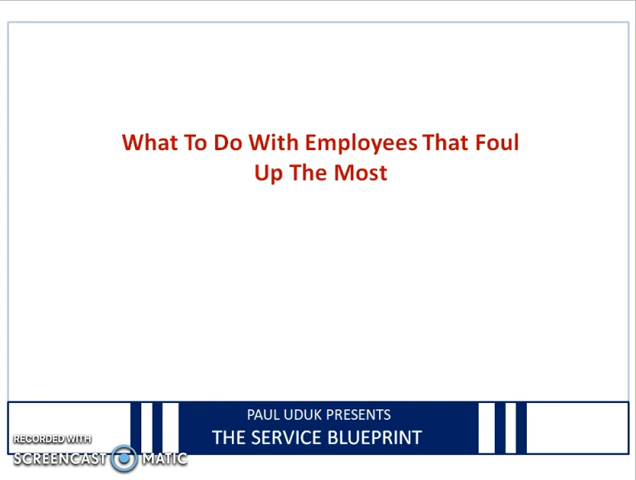 What To Do With Employees That Foul
Up The Most
PAUL UDUK PRESENTS
THE SERVICE BLUEPRINT
RECORDED WITH
SCREENCAST MATIC